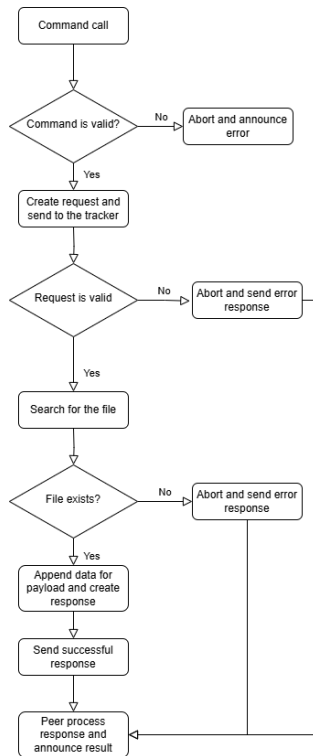 Command call
Command is valid?
No
Abort and announce
error
Yes
Create request and
send to the tracker
Request is valid
No
Abort and send error
response
Yes
Search for the file
File exists?
No
Abort and send error
response
Yes
Append data for
payload and create
response
Send successful
response
Peer process
response and
announce result